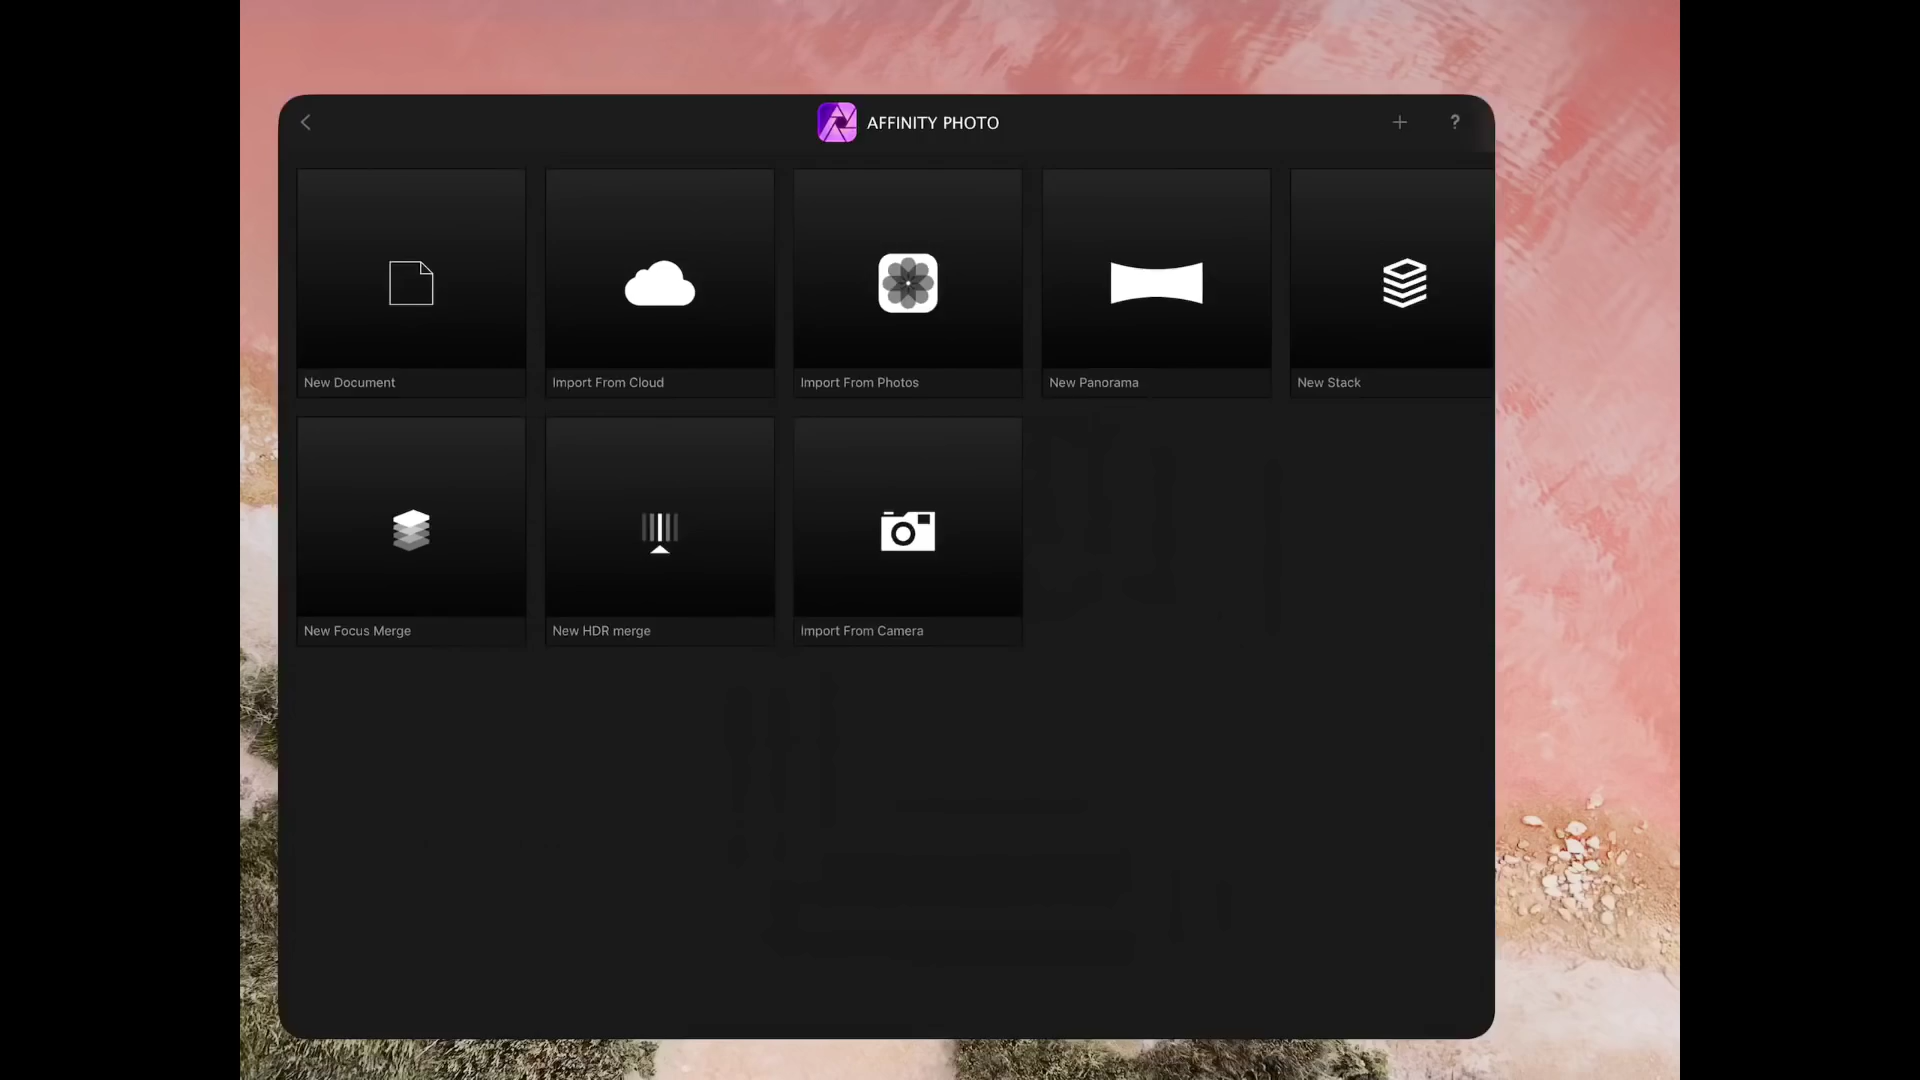 AFFINITY PHOTO
?
New Document
Import From Cloud
Import From Photos
New Panorama
New Stack
New Focus Merge
New HDR merge
Import From Camera